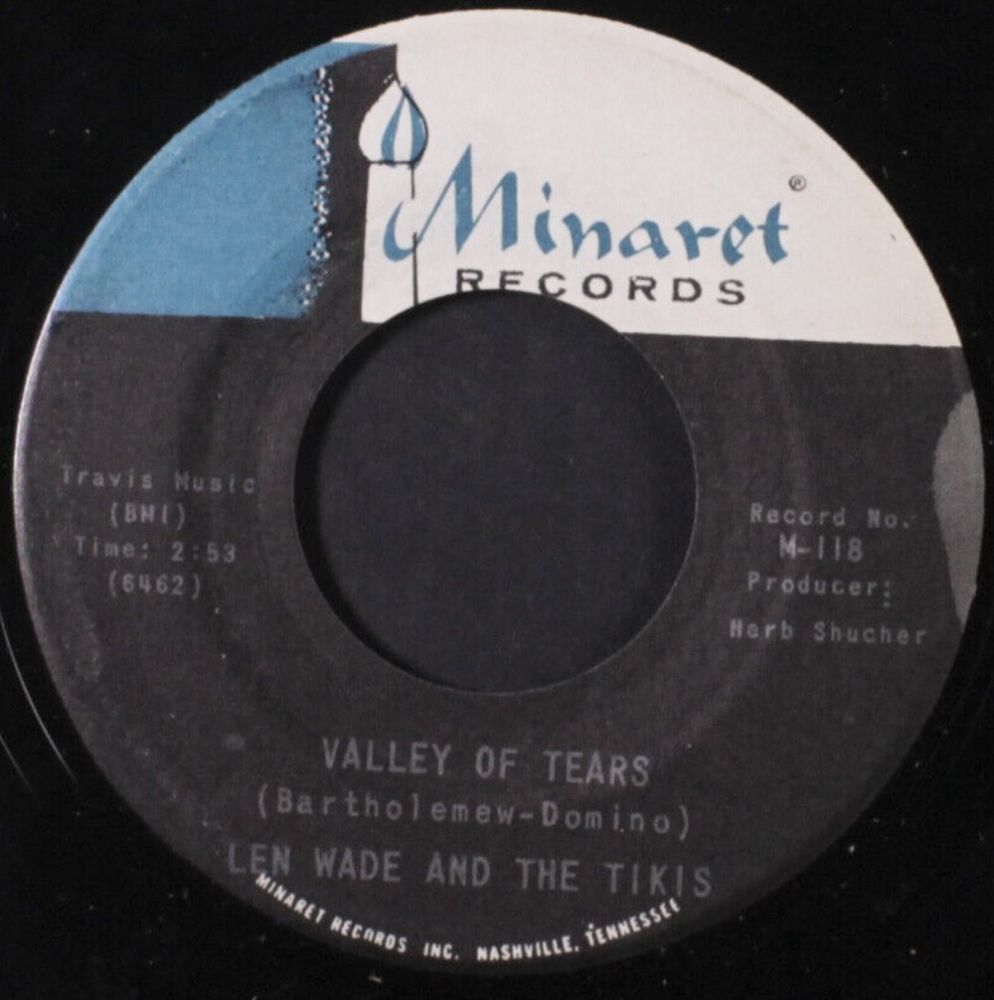 Minaret ®
RECORDS
Travis Music
(BMI)
Time: 2:53
(6462)
Record No.
M-118
Producer:
Herb Shucher
VALLEY OF TEARS
(Bartholemew-Domino)
LEN WADE AND THE TIKIS
MINARET RECORDS INC. NASHVILLE, TENNESSEE